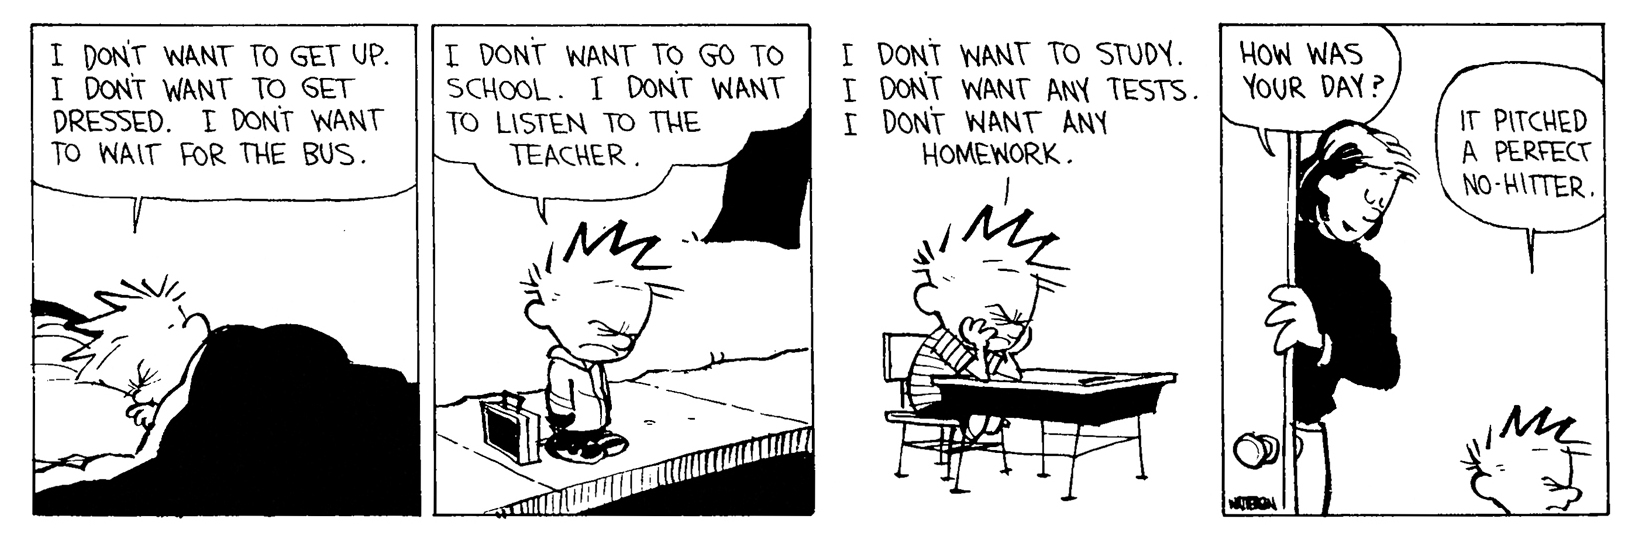 I DON'T WANT TO GET UP.
I DON'T WANT TO GET
DRESSED. I DON'T WANT
TO WAIT FOR THE BUS.
I DON'T WANT TO GO TO
SCHOOL. I DON'T WANT
TO LISTEN TO THE
TEACHER.
I DON'T WANT TO STUDY.
I DON'T WANT ANY TESTS.
I DON'T WANT ANY
HOMEWORK.
HOW WAS
YOUR DAY?
IT PITCHED
A PERFECT
NO-HITTER.
WATTERSON